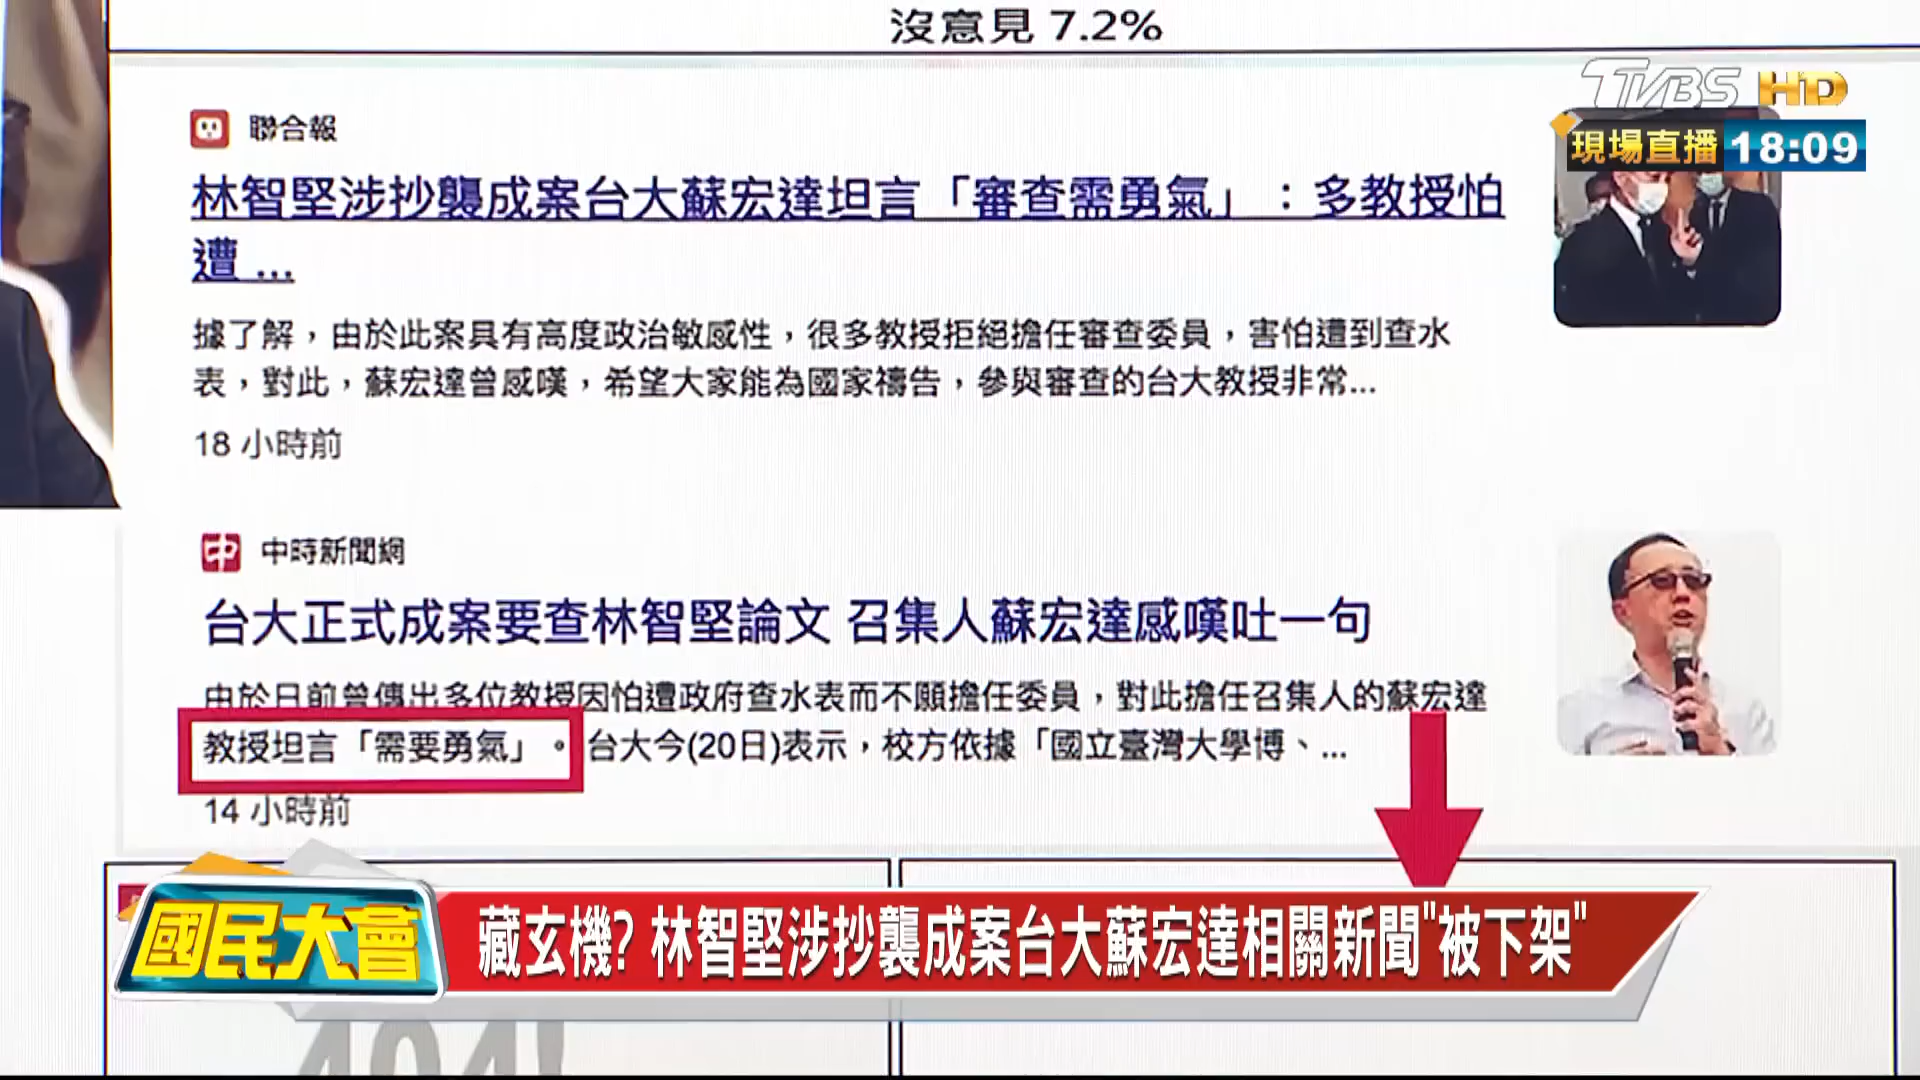 沒意見 7.2%
TVBS HD
現場直播 18:09
聯合報
林智堅涉抄襲成案台大蘇宏達坦言「審查需勇氣」：多教授怕
遭 ...
據了解，由於此案具有高度政治敏感性，很多教授拒絕擔任審查委員，害怕遭到查水
表，對此，蘇宏達曾感嘆，希望大家能為國家禱告，參與審查的台大教授非常...
18 小時前
中時新聞網
台大正式成案要查林智堅論文 召集人蘇宏達感嘆吐一句
由於日前曾傳出多位教授因怕遭政府查水表而不願擔任委員，對此擔任召集人的蘇宏達
教授坦言「需要勇氣」。台大今(20日)表示，校方依據「國立臺灣大學博、...
14 小時前
國民大會
藏玄機? 林智堅涉抄襲成案台大蘇宏達相關新聞"被下架"
404!